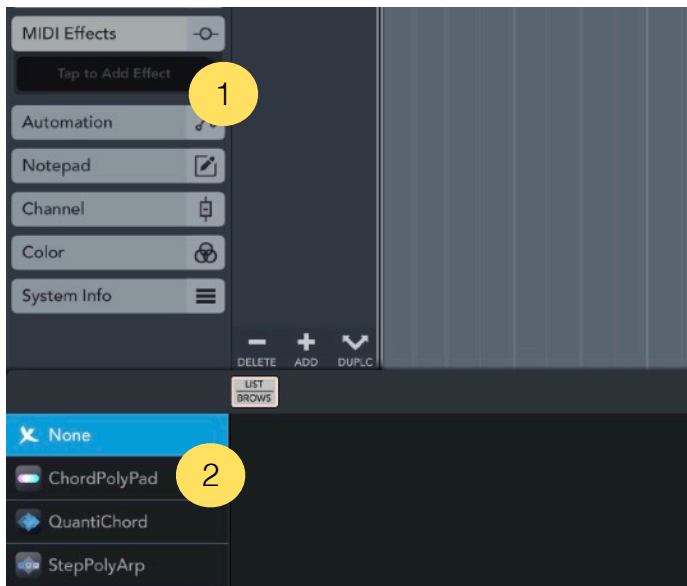 MIDI Effects
Tap to Add Effect
1
Automation
Notepad
Channel
Color
System Info
DELETE ADD DUPLC
LIST
BROWS
None
ChordPolyPad
2
QuantiChord
StepPolyArp